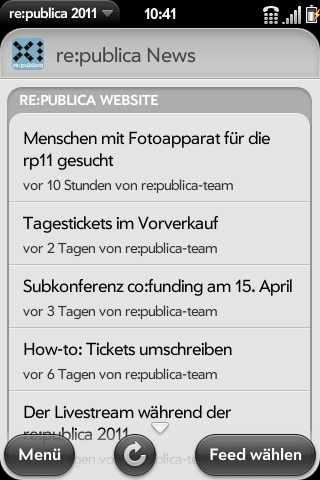 re:publica 2011
10:41
re:publica
re:publica News
RE:PUBLICA WEBSITE
Menschen mit Fotoapparat für die
rp11 gesucht
vor 10 Stunden von re:publica-team
Tagestickets im Vorverkauf
vor 2 Tagen von re:publica-team
Subkonferenz co:funding am 15. April
vor 3 Tagen von re:publica-team
How-to: Tickets umschreiben
vor 6 Tagen von re:publica-team
Der Livestream während der
re:publica 2011
Menü
Feed wählen